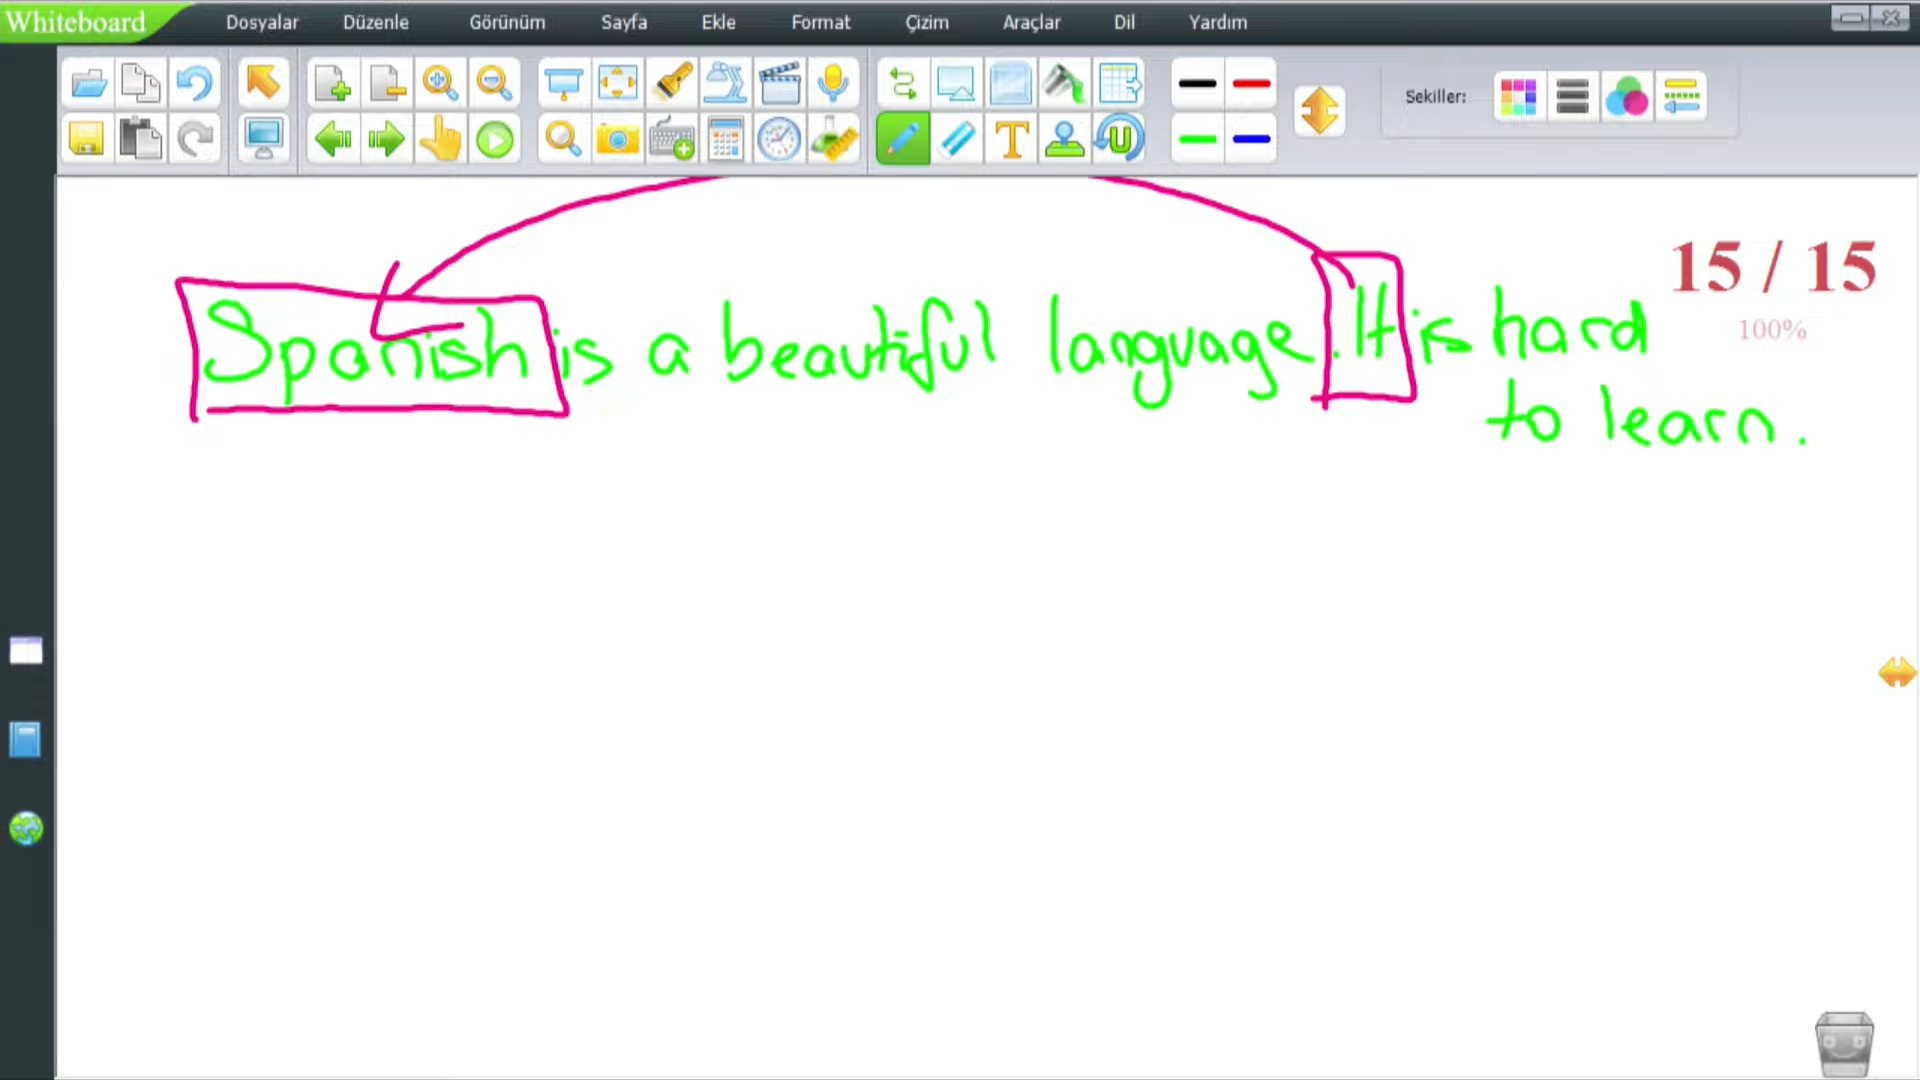 Whiteboard Dosyalar Düzenle Görünüm Sayfa Ekle Format Çizim Araçlar Dil Yardım
Sekiller:
15 / 15
100%
Spanish is a beautiful language. It is hard
to learn.